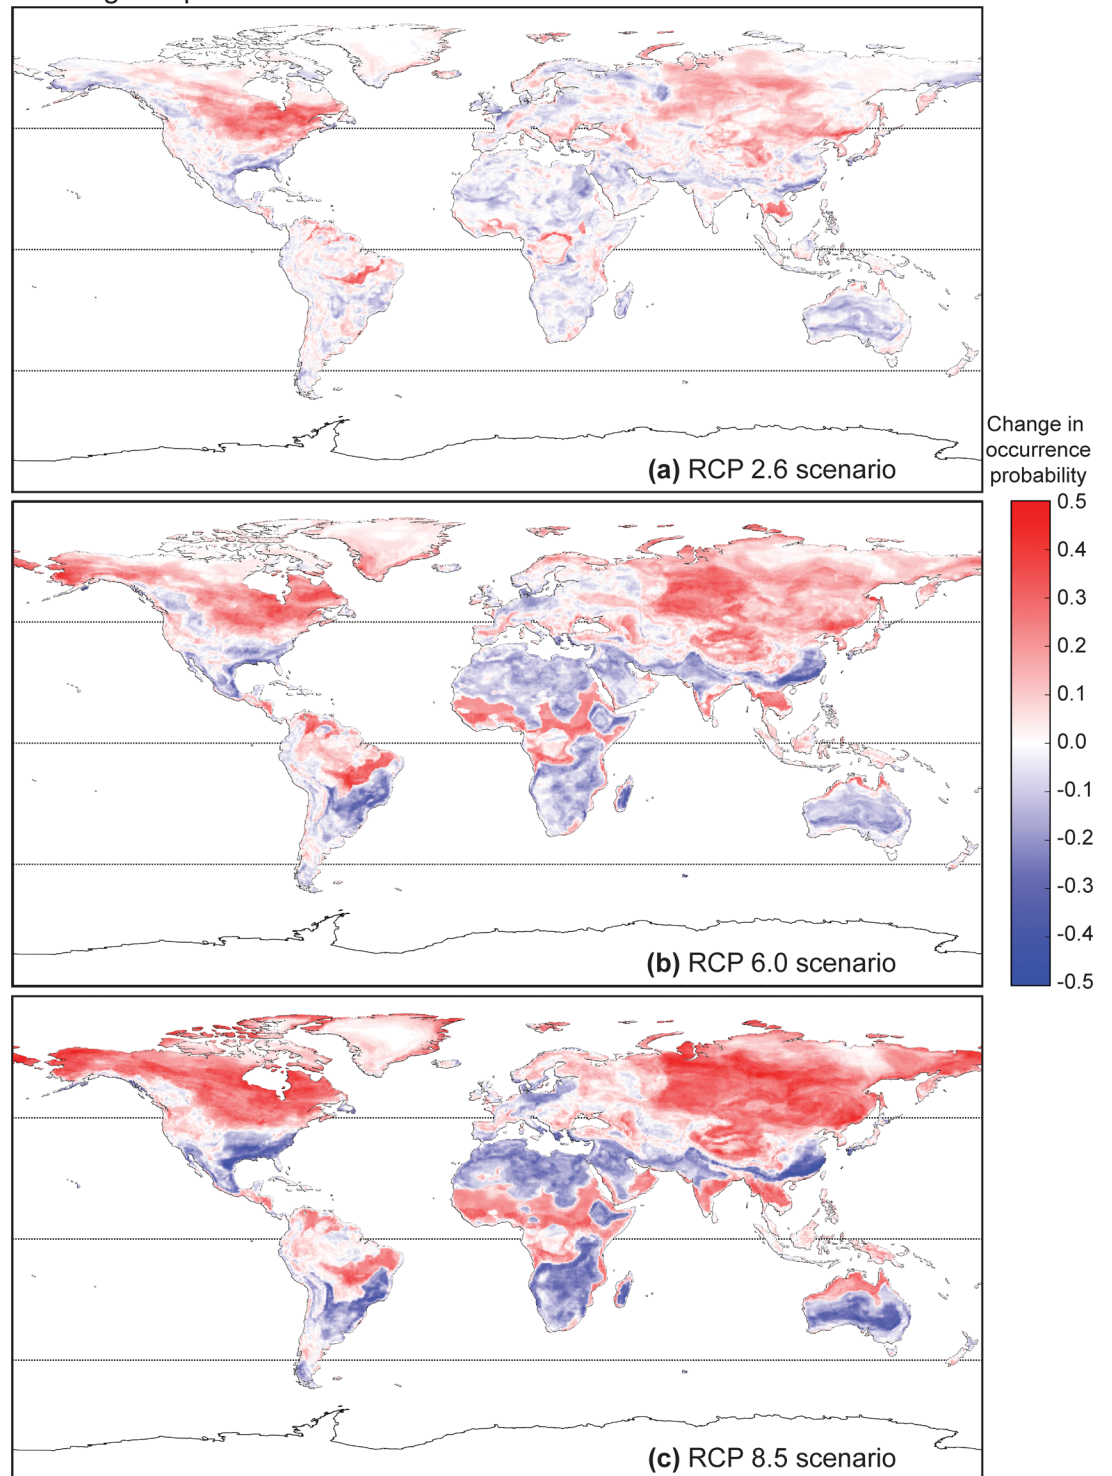 (a) RCP 2.6 scenario
Change in
occurrence
probability
0.5
0.4
0.3
0.2
0.1
0.0
-0.1
-0.2
-0.3
-0.4
-0.5
(b) RCP 6.0 scenario
(c) RCP 8.5 scenario